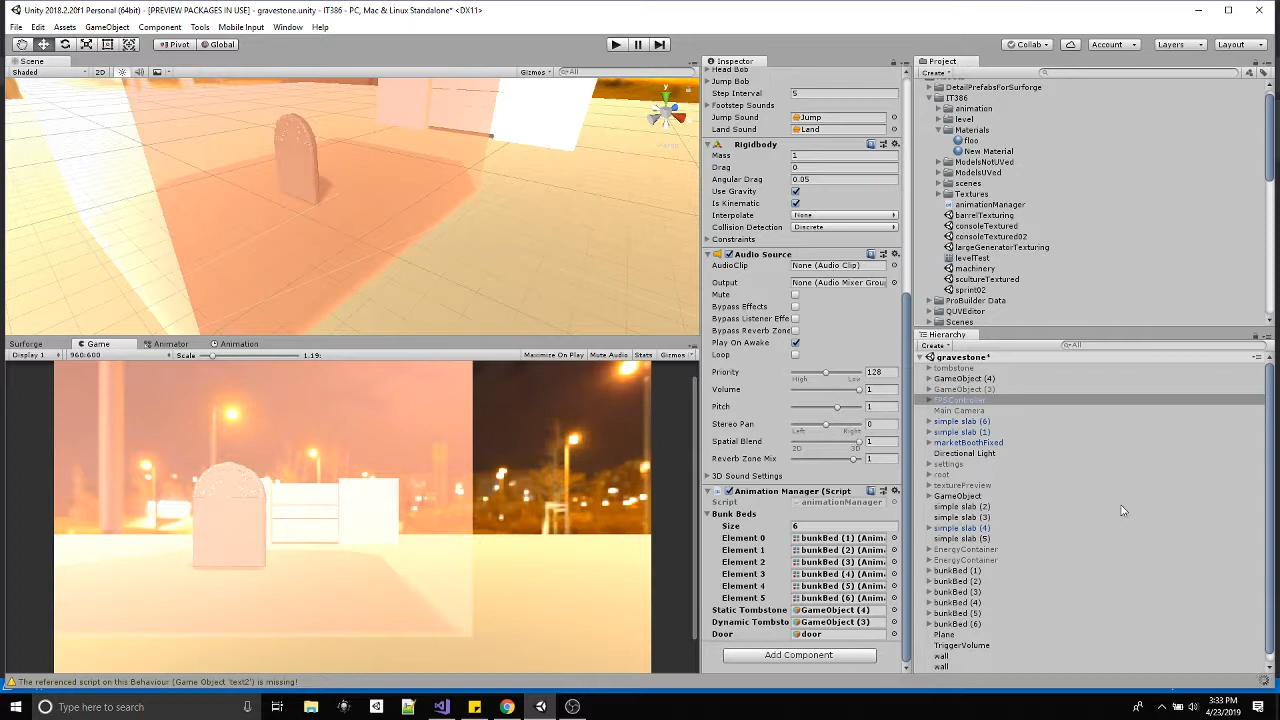 Unity 2018.2.20f1 Personal (64bit) - [PREVIEW PACKAGES IN USE] - gravestone.unity - IT386 - PC, Mac & Linux Standalone* <DX11>
File Edit Assets GameObject Component Tools Mobile Input Window Help
Pivot Global Collab Account Layers Layout
Scene
Shaded 2D Gizmos All
Surforge Game Animator Animation
Display 1 960:600 Scale 1.19: Maximize On Play Mute Audio Stats Gizmos
Inspector
Head Bob
Jump Bob
Step Interval 5
Footstep Sounds
Jump Sound Jump
Land Sound Land
Rigidbody
Mass 1
Drag 0
Angular Drag 0.05
Use Gravity
Is Kinematic
Interpolate None
Collision Detection Discrete
Constraints
Audio Source
AudioClip None (Audio Clip)
Output None (Audio Mixer Grou
Mute
Bypass Effects
Bypass Listener Effe
Bypass Reverb Zone
Play On Awake
Loop
Priority 128
High Low
Volume 1
Pitch 1
Stereo Pan 0
Left Right
Spatial Blend 1
2D 3D
Reverb Zone Mix 1
3D Sound Settings
Animation Manager (Script
Script animationManager
Bunk Beds
Size 6
Element 0 bunkBed (1) (Anim
Element 1 bunkBed (2) (Anim
Element 2 bunkBed (3) (Anim
Element 3 bunkBed (4) (Anim
Element 4 bunkBed (5) (Anim
Element 5 bunkBed (6) (Anim
Static Tombstone GameObject (4)
Dynamic Tombsto GameObject (3)
Door door
Add Component
Project
Create
DetailPrefabsForSurforge
IT386
animation
level
Materials
floo
New Material
ModelsNotUVed
ModelsUVed
scenes
Textures
animationManager
barrelTexturing
consoleTextured
consoleTextured02
largeGeneratorTexturing
levelTest
machinery
scultureTextured
sprint02
ProBuilder Data
QUVEditor
Scenes
Hierarchy
Create All
gravestone*
tombstone
GameObject (4)
GameObject (3)
FPSController
Main Camera
simple slab (6)
simple slab (1)
marketBoothFixed
Directional Light
settings
root
texturePreview
GameObject
simple slab (2)
simple slab (3)
simple slab (4)
simple slab (5)
EnergyContainer
EnergyContainer
bunkBed (1)
bunkBed (2)
bunkBed (3)
bunkBed (4)
bunkBed (5)
bunkBed (6)
Plane
TriggerVolume
wall
wall
The referenced script on this Behaviour (Game Object 'text2') is missing!
Type here to search
3:33 PM
4/23/2019